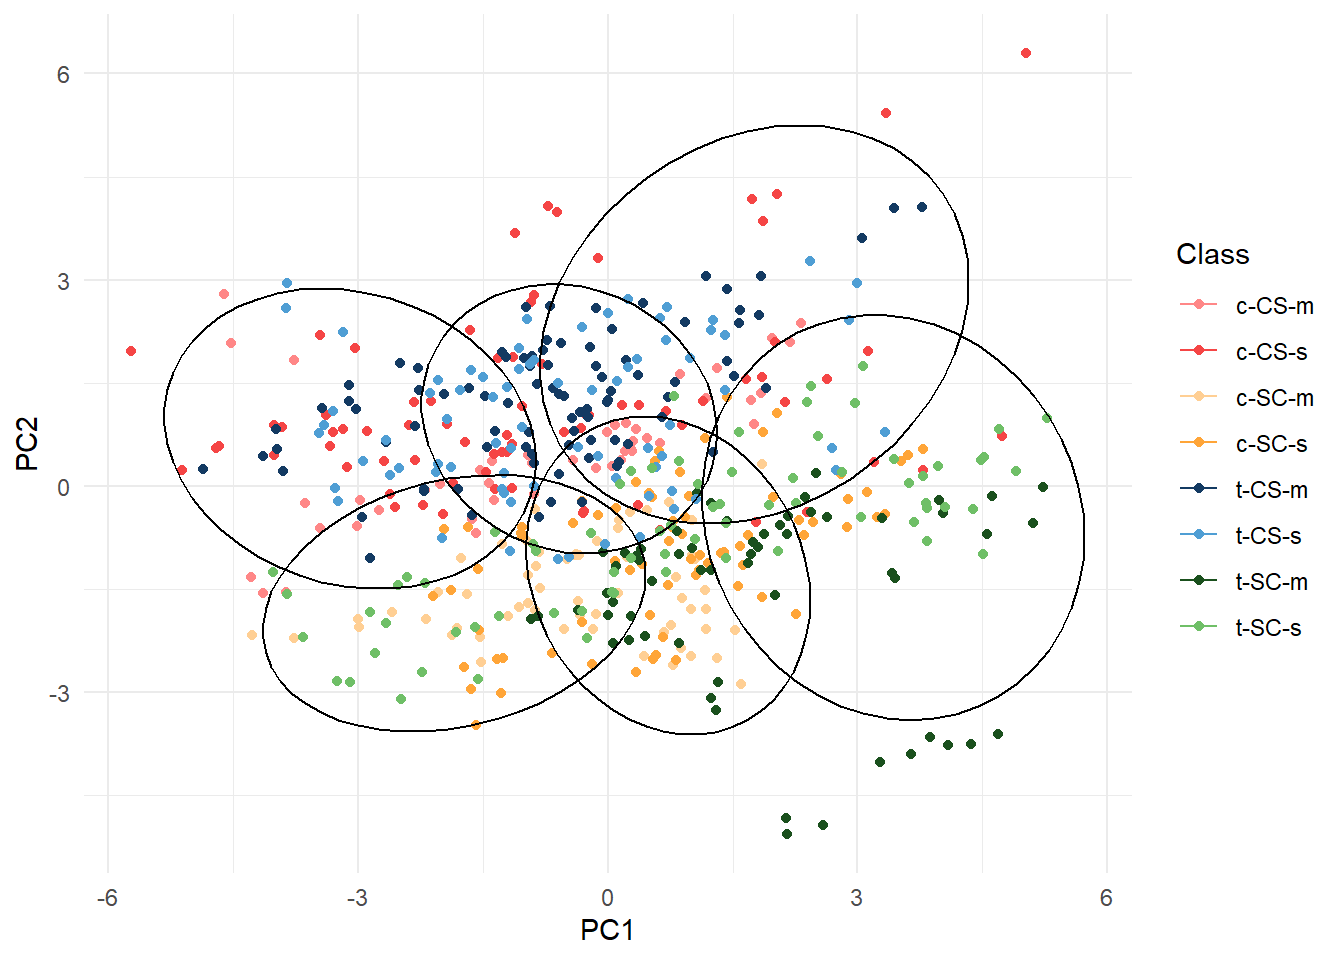 6
3
0
-3
-6
-3
0
3
6
PC1
PC2
Class
c-CS-m
c-CS-s
c-SC-m
c-SC-s
t-CS-m
t-CS-s
t-SC-m
t-SC-s